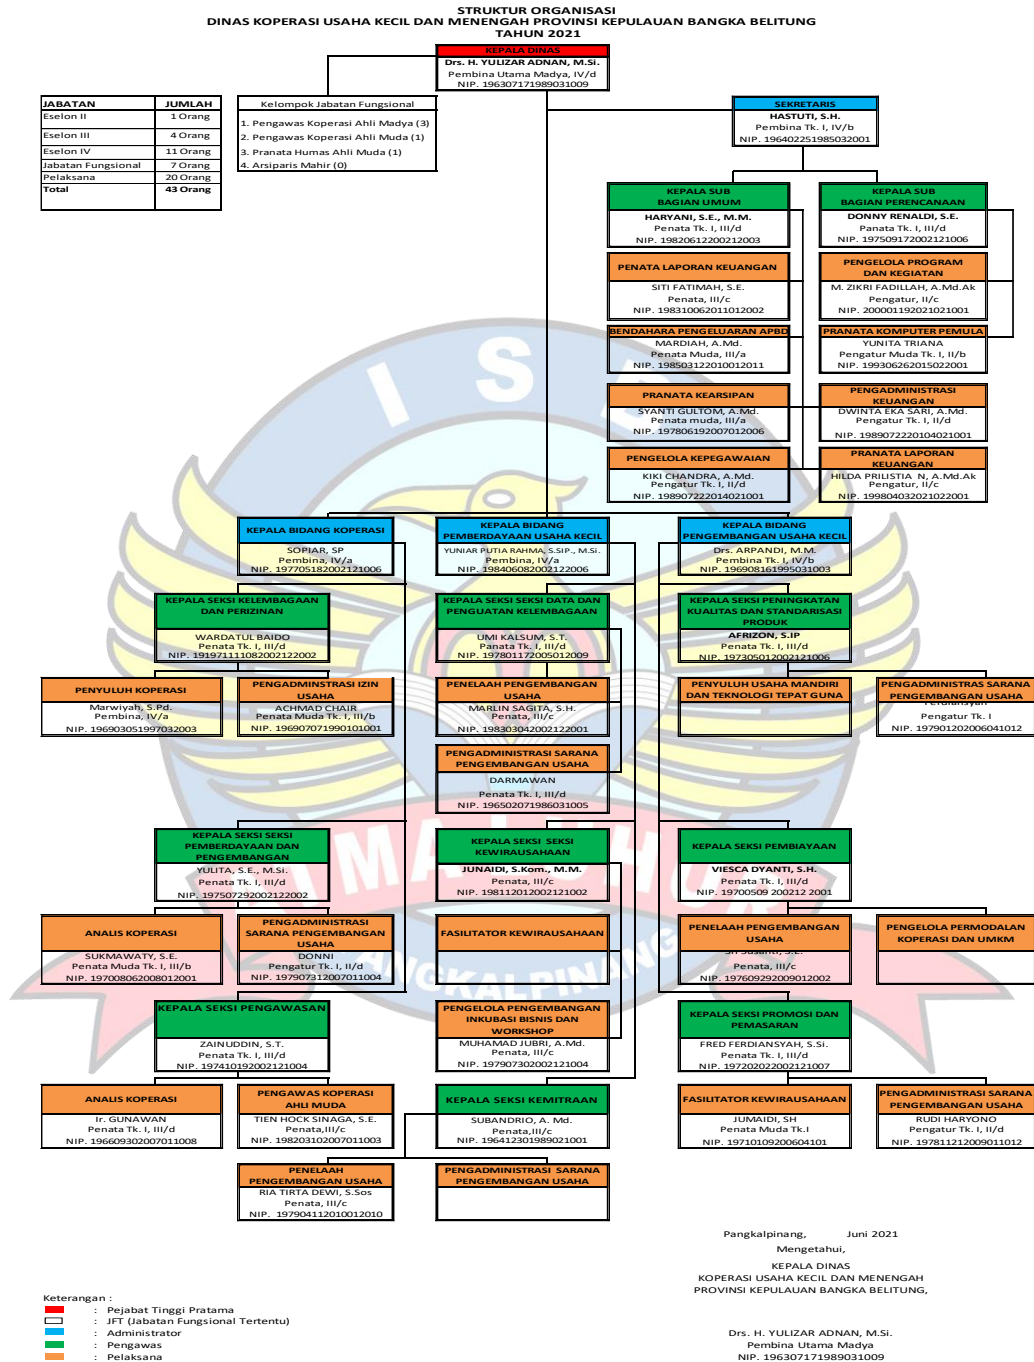 STRUKTUR ORGANISASI
DINAS KOPERASI USAHA KECIL DAN MENENGAH PROVINSI KEPULAUAN BANGKA BELITUNG
TAHUN 2021
KEPALA DINAS
Drs. H. YULIZAR ADNAN, M.Si.
Pembina Utama Madya, IV/d
NIP. 196307171989031009
JABATAN JUMLAH
Eselon II 1 Orang
Eselon III 4 Orang
Eselon IV 11 Orang
Jabatan Fungsional 7 Orang
Pelaksana 20 Orang
Total 43 Orang
Kelompok Jabatan Fungsional
1. Pengawas Koperasi Ahli Madya (3)
2. Pengawas Koperasi Ahli Muda (1)
3. Pranata Humas Ahli Muda (1)
4. Arsiparis Mahir (0)
SEKRETARIS
HASTUTI, S.H.
Pembina Tk. I, IV/b
NIP. 196402251985032001
KEPALA SUB
BAGIAN UMUM
HARYANI, S.E., M.M.
Penata Tk. I, III/d
NIP. 19820612200212003
KEPALA SUB
BAGIAN PERENCANAAN
DONNY RENALDI, S.E.
Panata Tk. I, III/d
NIP. 197509172002121006
PENATA LAPORAN KEUANGAN
SITI FATIMAH, S.E.
Penata, III/c
NIP. 198310062011012002
PENGELOLA PROGRAM
DAN KEGIATAN
M. ZIKRI FADILLAH, A.Md.Ak
Pengatur, II/c
NIP. 200001192021021001
BENDAHARA PENGELUARAN APBD
MARDIAH, A.Md.
Penata Muda, III/a
NIP. 198503122010012011
PRANATA KOMPUTER PEMULA
YUNITA TRIANA
Pengatur Muda Tk. I, II/b
NIP. 199306262015022001
PRANATA KEARSIPAN
SYANTI GULTOM, A.Md.
Penata muda, III/a
NIP. 197806192007012006
PENGADMINISTRASI
KEUANGAN
DWINTA EKA SARI, A.Md.
Pengatur Tk. I, II/d
NIP. 1989072220104021001
PENGELOLA KEPEGAWAIAN
KIKI CHANDRA, A.Md.
Pengatur Tk. I, II/d
NIP. 198907222014021001
PRANATA LAPORAN
KEUANGAN
HILDA PRILISTIA N, A.Md.Ak
Pengatur, II/c
NIP. 199804032021022001
I S B
KEPALA BIDANG KOPERASI
SOPIAR, SP
Pembina, IV/a
NIP. 197705182002121006
KEPALA BIDANG
PEMBERDAYAAN USAHA KECIL
YUNIAR PUTIA RAHMA, S.SIP., M.Si.
Pembina, IV/a
NIP. 198406082002122006
KEPALA BIDANG
PENGEMBANGAN USAHA KECIL
Drs. ARPANDI, M.M.
Pembina Tk. I, IV/b
NIP. 196908161995031003
KEPALA SEKSI KELEMBAGAAN
DAN PERIZINAN
WARDATUL BAIDO
Penata Tk. I, III/d
NIP. 191971111082002122002
KEPALA SEKSI SEKSI DATA DAN
PENGUATAN KELEMBAGAAN
UMI KALSUM, S.T.
Panata Tk. I, III/d
NIP. 197801172005012009
KEPALA SEKSI PENINGKATAN
KUALITAS DAN STANDARISASI
PRODUK
AFRIZON, S.IP
Penata Tk. I, III/d
NIP. 197305012002121006
PENYULUH KOPERASI
Marwiyah, S.Pd.
Pembina, IV/a
NIP. 196903051997032003
PENGADMINSTRASI IZIN
USAHA
ACHMAD CHAIR
Penata Muda Tk. I, III/b
NIP. 196907071990101001
PENELAAH PENGEMBANGAN
USAHA
MARLIN SAGITA, S.H.
Penata, III/c
NIP. 198303042002122001
PENYULUH USAHA MANDIRI
DAN TEKNOLOGI TEPAT GUNA
PENGADMINISTRAS SARANA
PENGEMBANGAN USAHA
Ferdiansyah
Pengatur Tk. I
NIP. 197901202006041012
PENGADMINISTRASI SARANA
PENGEMBANGAN USAHA
DARMAWAN
Penata Tk. I, III/d
NIP. 196502071986031005
KEPALA SEKSI SEKSI
PEMBERDAYAAN DAN
PENGEMBANGAN
YULITA, S.E., M.Si.
Penata Tk. I, III/d
NIP. 197507292002122002
KEPALA SEKSI SEKSI
KEWIRAUSAHAAN
JUNAIDI, S.Kom., M.M.
Penata, III/c
NIP. 198112012002121002
KEPALA SEKSI PEMBIAYAAN
VIESCA DYANTI, S.H.
Penata Tk. I, III/d
NIP. 19700509 200212 2001
ATMA LUHUR
PANGKALPINANG
ANALIS KOPERASI
SUKMAWATY, S.E.
Penata Muda Tk. I, III/b
NIP. 197008062008012001
PENGADMINISTRASI
SARANA PENGEMBANGAN
USAHA
DONNI
Pengatur Tk. I, II/d
NIP. 197907312007011004
FASILITATOR KEWIRAUSAHAAN
PENELAAH PENGEMBANGAN
USAHA
Sri Susanti, S.E.
Penata, III/c
NIP. 197609292009012002
PENGELOLA PERMODALAN
KOPERASI DAN UMKM
KEPALA SEKSI PENGAWASAN
ZAINUDDIN, S.T.
Penata Tk. I, III/d
NIP. 197410192002121004
PENGELOLA PENGEMBANGAN
INKUBASI BISNIS DAN
WORKSHOP
MUHAMAD JUBRI, A.Md.
Penata, III/c
NIP. 197907302002121004
KEPALA SEKSI PROMOSI DAN
PEMASARAN
FRED FERDIANSYAH, S.Si.
Penata Tk. I, III/d
NIP. 197202022002121007
ANALIS KOPERASI
Ir. GUNAWAN
Penata Tk. I, III/d
NIP. 196609302007011008
PENGAWAS KOPERASI
AHLI MUDA
TIEN HOCK SINAGA, S.E.
Penata,III/c
NIP. 198203102007011003
KEPALA SEKSI KEMITRAAN
SUBANDRIO, A. Md.
Penata,III/c
NIP. 196412301989021001
FASILITATOR KEWIRAUSAHAAN
JUMAIDI, SH
Penata Muda Tk.I
NIP. 19710109200604101
PENGADMINISTRASI SARANA
PENGEMBANGAN USAHA
RUDI HARYONO
Pengatur Tk. I, II/d
NIP. 197811212009011012
PENELAAH
PENGEMBANGAN USAHA
RIA TIRTA DEWI, S.Sos
Penata, III/c
NIP. 197904112010012010
PENGADMINISTRASI SARANA
PENGEMBANGAN USAHA
Pangkalpinang, Juni 2021
Mengetahui,
KEPALA DINAS
KOPERASI USAHA KECIL DAN MENENGAH
PROVINSI KEPULAUAN BANGKA BELITUNG,
Drs. H. YULIZAR ADNAN, M.Si.
Pembina Utama Madya
NIP. 196307171989031009
Keterangan :
: Pejabat Tinggi Pratama
: JFT (Jabatan Fungsional Tertentu)
: Administrator
: Pengawas
: Pelaksana